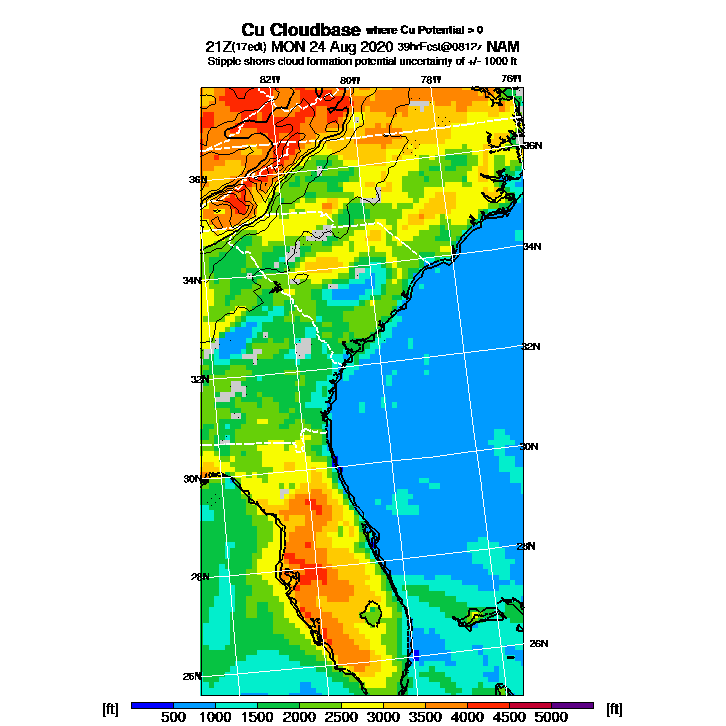 Cu Cloudbase where Cu Potential > 0
21Z(17edt) MON 24 Aug 2020 39hrFcst@0812z NAM
Stipple shows cloud formation potential uncertainty of +/- 1000 ft
82W 80W 78W 76W
36N
36N
34N
34N
32N
32N
30N
30N
28N
28N
26N
26N
[ft] 500 1000 1500 2000 2500 3000 3500 4000 4500 5000 [ft]